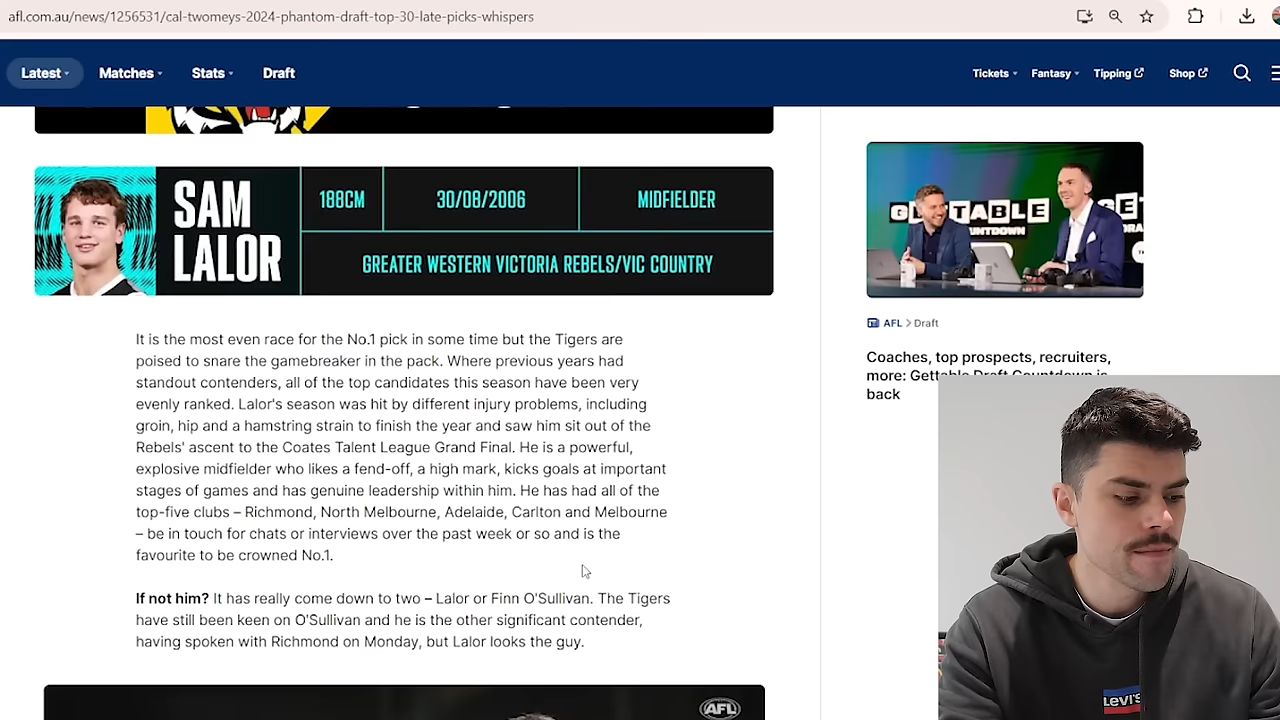 afl.com.au/news/1256531/cal-twomeys-2024-phantom-draft-top-30-late-picks-whispers
Latest Matches Stats Draft Tickets Fantasy Tipping Shop
SAM
LALOR
188CM
30/08/2006
MIDFIELDER
GREATER WESTERN VICTORIA REBELS/VIC COUNTRY
It is the most even race for the No.1 pick in some time but the Tigers are
poised to snare the gamebreaker in the pack. Where previous years had
standout contenders, all of the top candidates this season have been very
evenly ranked. Lalor's season was hit by different injury problems, including
groin, hip and a hamstring strain to finish the year and saw him sit out of the
Rebels' ascent to the Coates Talent League Grand Final. He is a powerful,
explosive midfielder who likes a fend-off, a high mark, kicks goals at important
stages of games and has genuine leadership within him. He has had all of the
top-five clubs – Richmond, North Melbourne, Adelaide, Carlton and Melbourne
– be in touch for chats or interviews over the past week or so and is the
favourite to be crowned No.1.
If not him? It has really come down to two – Lalor or Finn O'Sullivan. The Tigers
have still been keen on O'Sullivan and he is the other significant contender,
having spoken with Richmond on Monday, but Lalor looks the guy.
AFL
AFL > Draft
Coaches, top prospects, recruiters,
more: Gettable Draft Countdown is
back
Levi's